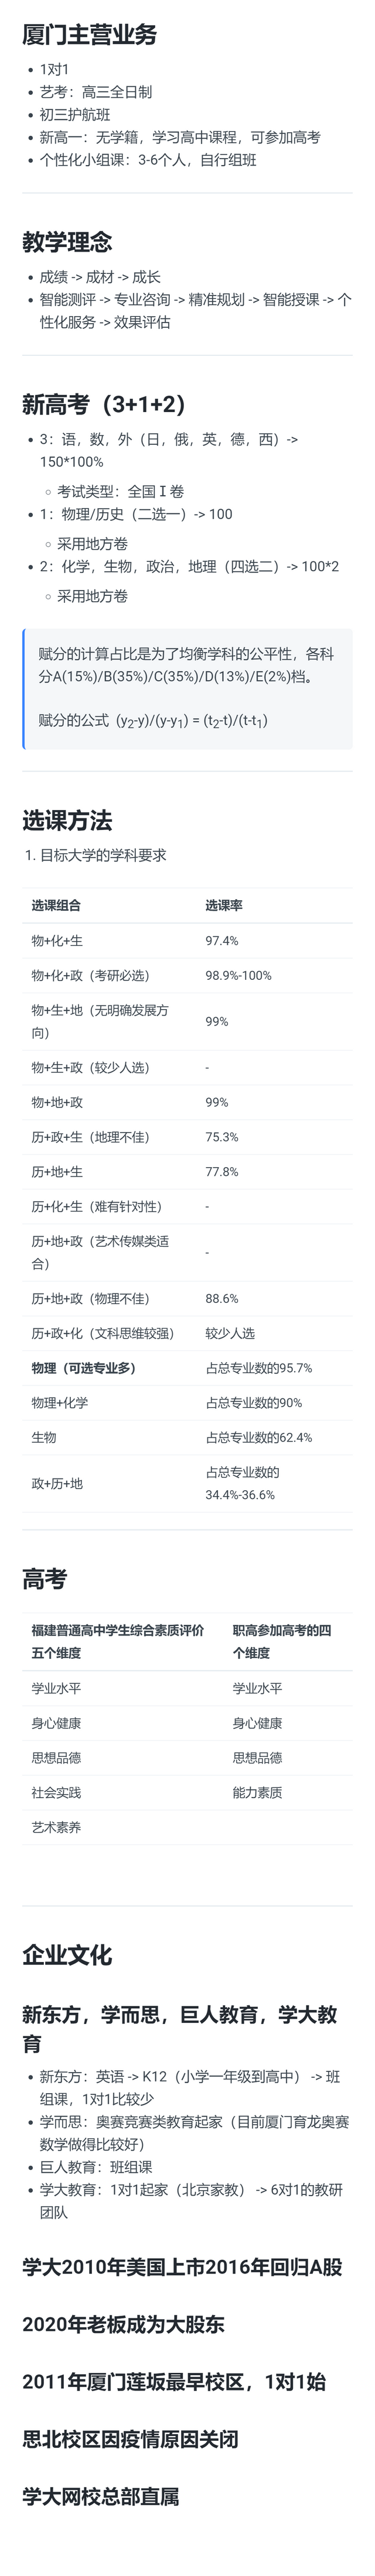 厦门主营业务
1对1
艺考：高三全日制
初三护航班
新高一：无学籍，学习高中课程，可参加高考
个性化小组课：3-6个人，自行组班
教学理念
成绩 -> 成材 -> 成长
智能测评 -> 专业咨询 -> 精准规划 -> 智能授课 -> 个
性化服务 -> 效果评估
新高考（3+1+2）
3：语，数，外（日，俄，英，德，西）->
150*100%
考试类型：全国 I 卷
1：物理/历史（二选一）-> 100
采用地方卷
2：化学，生物，政治，地理（四选二）-> 100*2
采用地方卷
赋分的计算占比是为了均衡学科的公平性，各科
分A(15%)/B(35%)/C(35%)/D(13%)/E(2%)档。
赋分的公式（y2-y)/(y-y1) = (t2-t)/(t-t1)
选课方法
1. 目标大学的学科要求
选课组合 选课率
物+化+生 97.4%
物+化+政（考研必选） 98.9%-100%
物+生+地（无明确发展方
向） 99%
物+生+政（较少人选） -
物+地+政 99%
历+政+生（地理不佳） 75.3%
历+地+生 77.8%
历+化+生（难有针对性） -
历+地+政（艺术传媒类适
合） -
历+地+政（物理不佳） 88.6%
历+政+化（文科思维较强） 较少人选
物理（可选专业多） 占总专业数的95.7%
物理+化学 占总专业数的90%
生物 占总专业数的62.4%
政+历+地 占总专业数的
34.4%-36.6%
高考
福建普通高中学生综合素质评价 职高参加高考的四
五个维度 个维度
学业水平 学业水平
身心健康 身心健康
思想品德 思想品德
社会实践 能力素质
艺术素养
企业文化
新东方，学而思，巨人教育，学大教
育
新东方：英语 -> K12（小学一年级到高中） -> 班
组课，1对1比较少
学而思：奥赛竞赛类教育起家（目前厦门育龙奥赛
数学做得比较好）
巨人教育：班组课
学大教育：1对1起家（北京家教） -> 6对1的教研
团队
学大2010年美国上市2016年回归A股
2020年老板成为大股东
2011年厦门莲坂最早校区，1对1始
思北校区因疫情原因关闭
学大网校总部直属